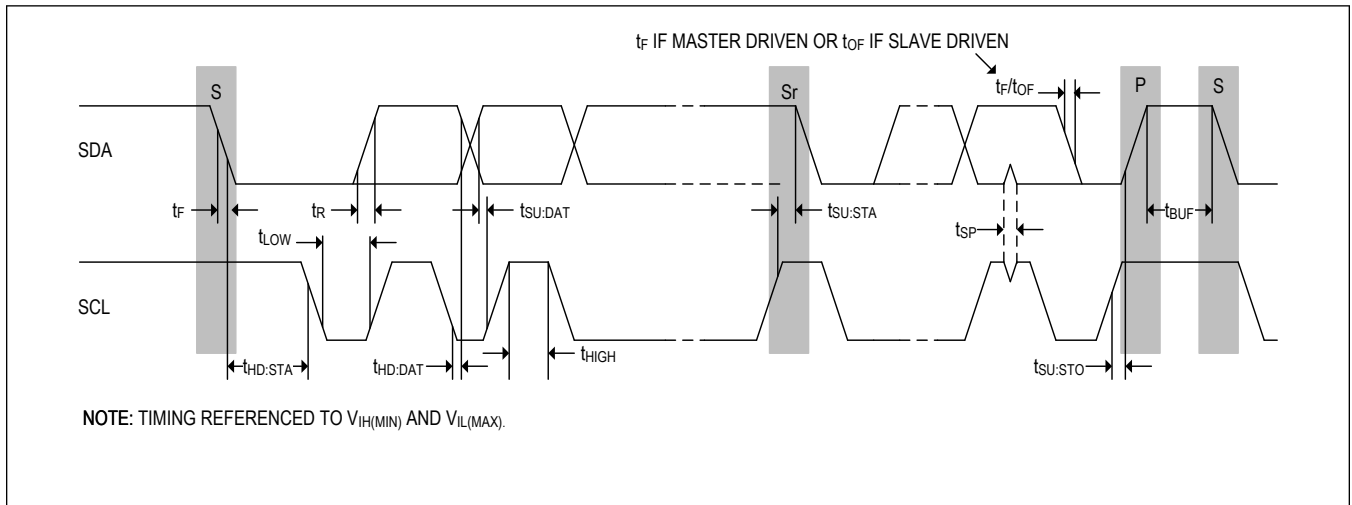 tF IF MASTER DRIVEN OR tOF IF SLAVE DRIVEN
S
Sr
tF/tOF
P
S
SDA
tF
tR
tSU:DAT
tSU:STA
tBUF
tLOW
tSP
SCL
tHD:STA
tHD:DAT
tHIGH
tSU:STO
NOTE: TIMING REFERENCED TO VIH(MIN) AND VIL(MAX).